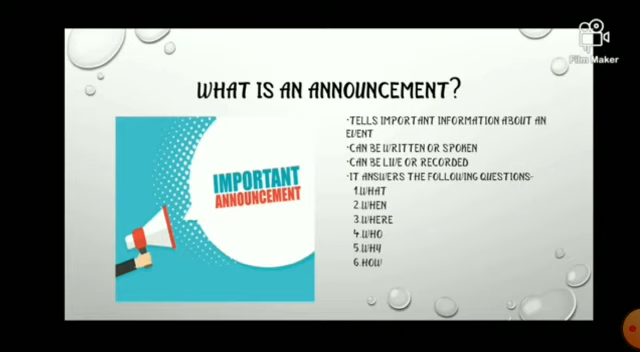 Film Maker
WHAT IS AN ANNOUNCEMENT?
IMPORTANT
ANNOUNCEMENT
•TELLS IMPORTANT INFORMATION ABOUT AN
EVENT
•CAN BE WRITTEN OR SPOKEN
•CAN BE LIVE OR RECORDED
•IT ANSWERS THE FOLLOWING QUESTIONS-
1.WHAT
2.WHEN
3.WHERE
4.WHO
5.WHY
6.HOW